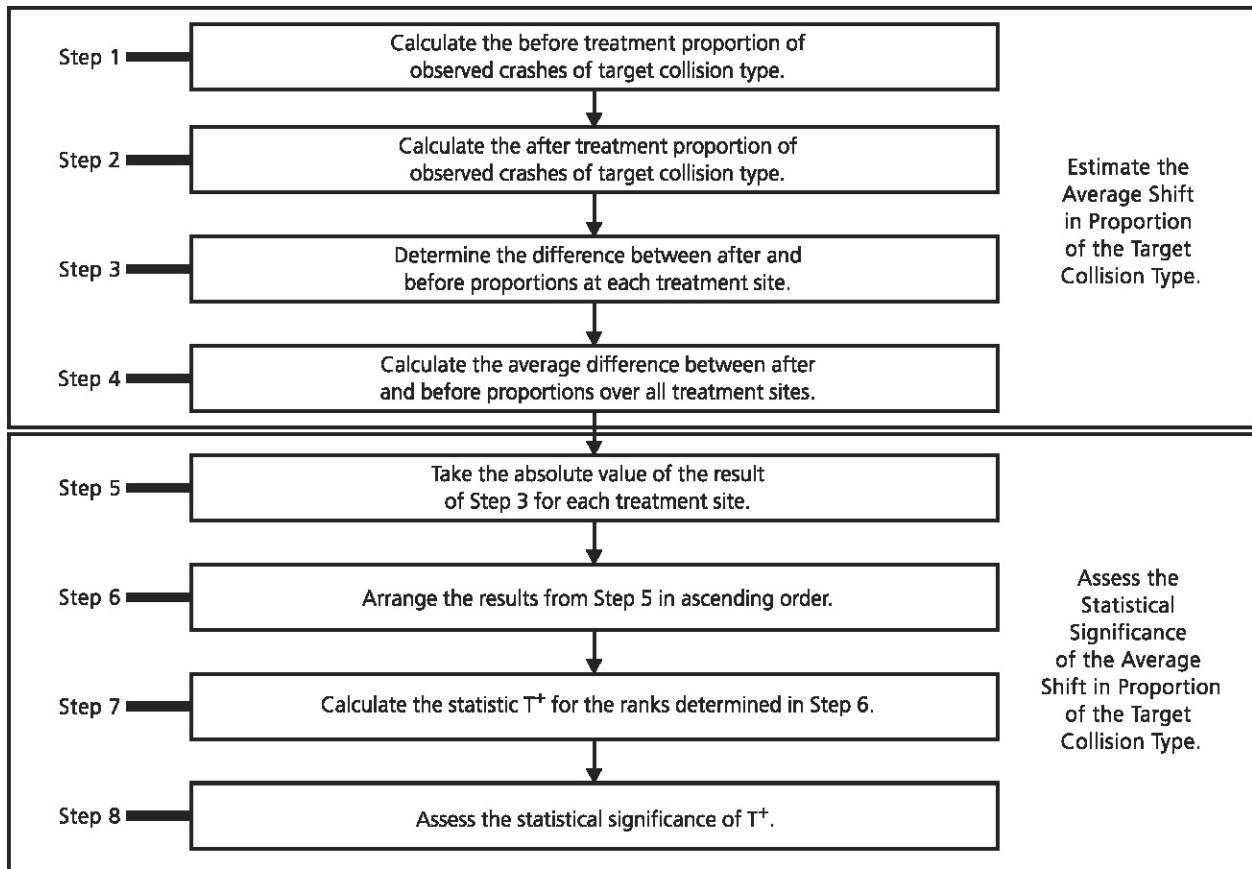 Step 1
Calculate the before treatment proportion of
observed crashes of target collision type.
Step 2
Calculate the after treatment proportion of
observed crashes of target collision type.
Step 3
Determine the difference between after and
before proportions at each treatment site.
Step 4
Calculate the average difference between after
and before proportions over all treatment sites.
Estimate the
Average Shift
in Proportion
of the Target
Collision Type.
Step 5
Take the absolute value of the result
of Step 3 for each treatment site.
Step 6
Arrange the results from Step 5 in ascending order.
Step 7
Calculate the statistic T⁺ for the ranks determined in Step 6.
Step 8
Assess the statistical significance of T⁺.
Assess the
Statistical
Significance
of the Average
Shift in Proportion
of the Target
Collision Type.